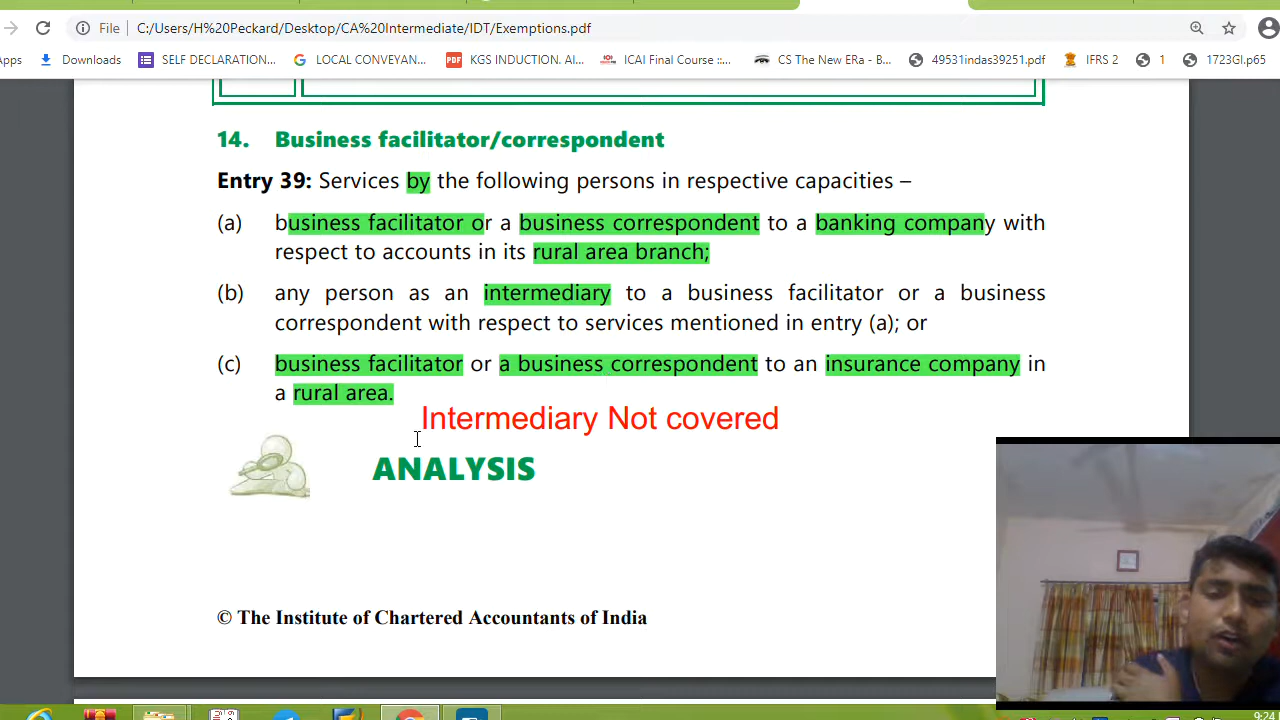 File C:/Users/H%20Peckard/Desktop/CA%20Intermediate/IDT/Exemptions.pdf
Apps Downloads SELF DECLARATION... LOCAL CONVEYAN... KGS INDUCTION. AI... ICAI Final Course ::... CS The New ERa - B... 49531indas39251.pdf IFRS 2 1 1723GI.p65
14. Business facilitator/correspondent
Entry 39: Services by the following persons in respective capacities –
(a) business facilitator or a business correspondent to a banking company with
respect to accounts in its rural area branch;
(b) any person as an intermediary to a business facilitator or a business
correspondent with respect to services mentioned in entry (a); or
(c) business facilitator or a business correspondent to an insurance company in
a rural area.
Intermediary Not covered
ANALYSIS
© The Institute of Chartered Accountants of India
9:24